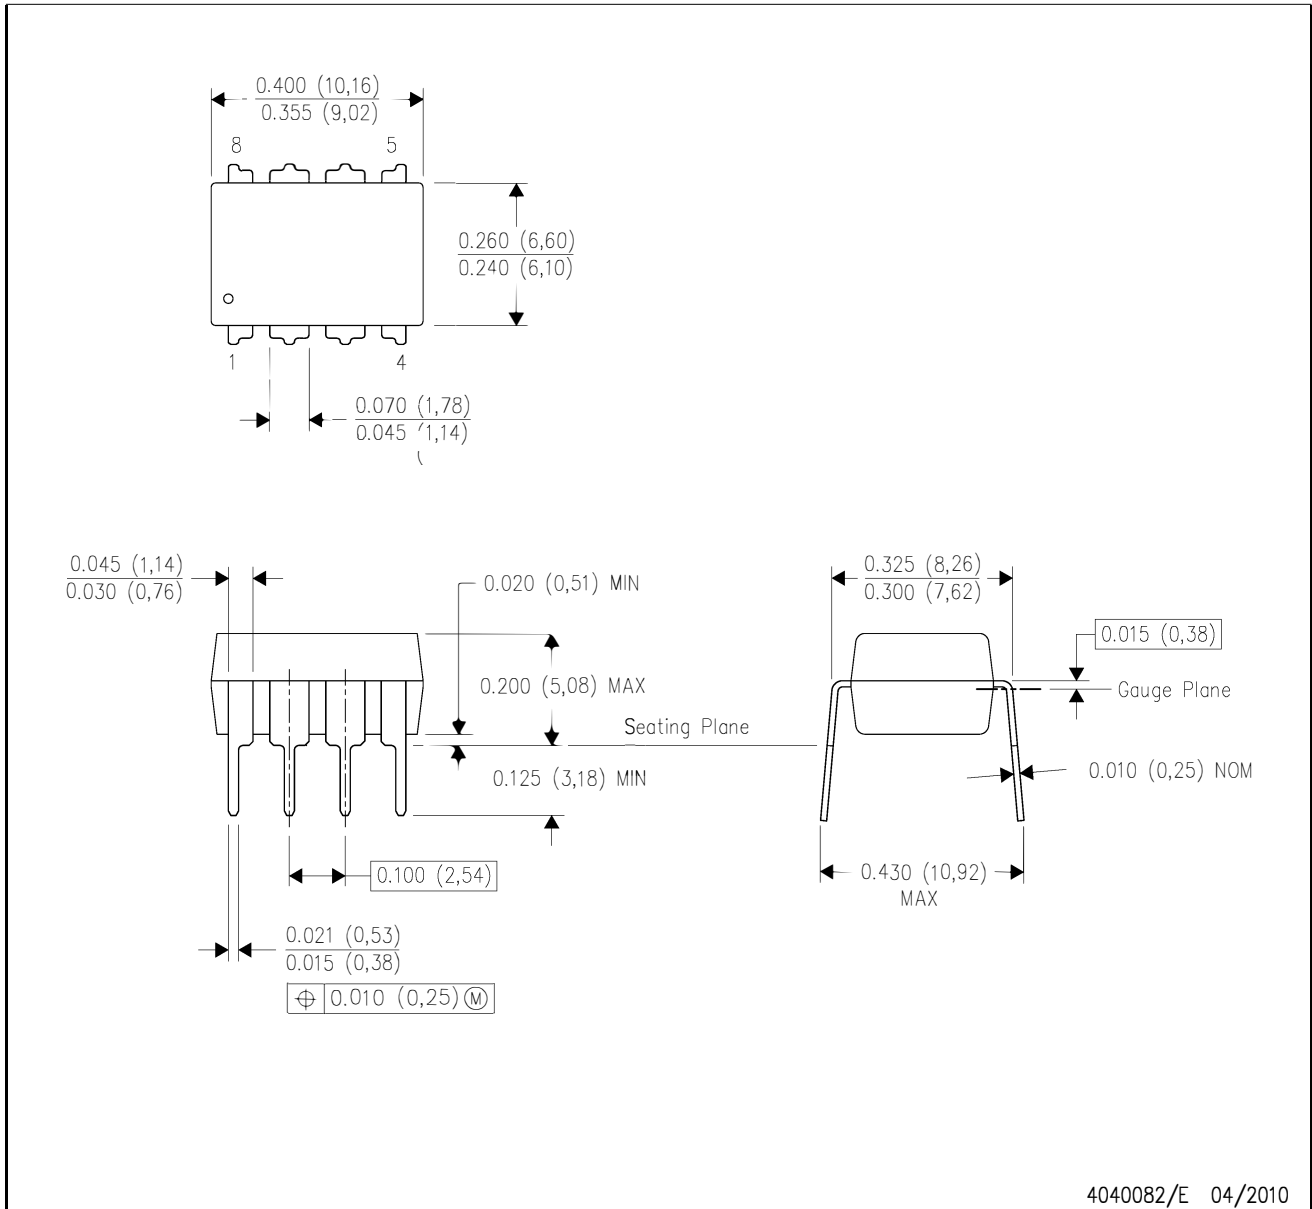 0.400 (10,16)
0.355 (9,02)
8
5
0.260 (6,60)
0.240 (6,10)
1
4
0.070 (1,78)
0.045 (1,14)
0.045 (1,14)
0.030 (0,76)
0.020 (0,51) MIN
0.325 (8,26)
0.300 (7,62)
0.015 (0,38)
0.200 (5,08) MAX
Gauge Plane
Seating Plane
0.125 (3,18) MIN
0.010 (0,25) NOM
0.100 (2,54)
0.430 (10,92)
MAX
0.021 (0,53)
0.015 (0,38)
⌖ 0.010 (0,25) Ⓜ
4040082/E 04/2010